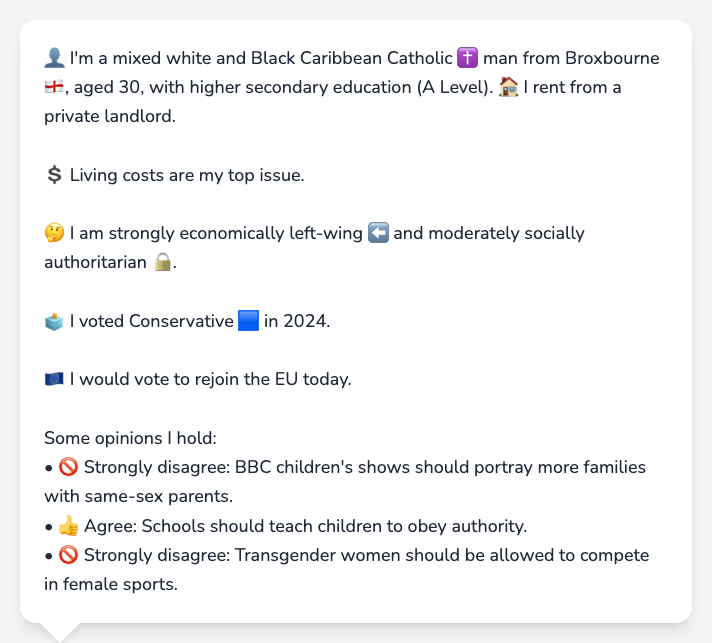 👤 I'm a mixed white and Black Caribbean Catholic ✝️ man from Broxbourne
🏴󠁧󠁢󠁥󠁮󠁧󠁿, aged 30, with higher secondary education (A Level). 🏠 I rent from a
private landlord.
💲 Living costs are my top issue.
🤔 I am strongly economically left-wing ⬅️ and moderately socially
authoritarian 🔒.
🗳️ I voted Conservative 🟦 in 2024.
🇪🇺 I would vote to rejoin the EU today.
Some opinions I hold:
• 🚫 Strongly disagree: BBC children's shows should portray more families
with same-sex parents.
• 👍 Agree: Schools should teach children to obey authority.
• 🚫 Strongly disagree: Transgender women should be allowed to compete
in female sports.